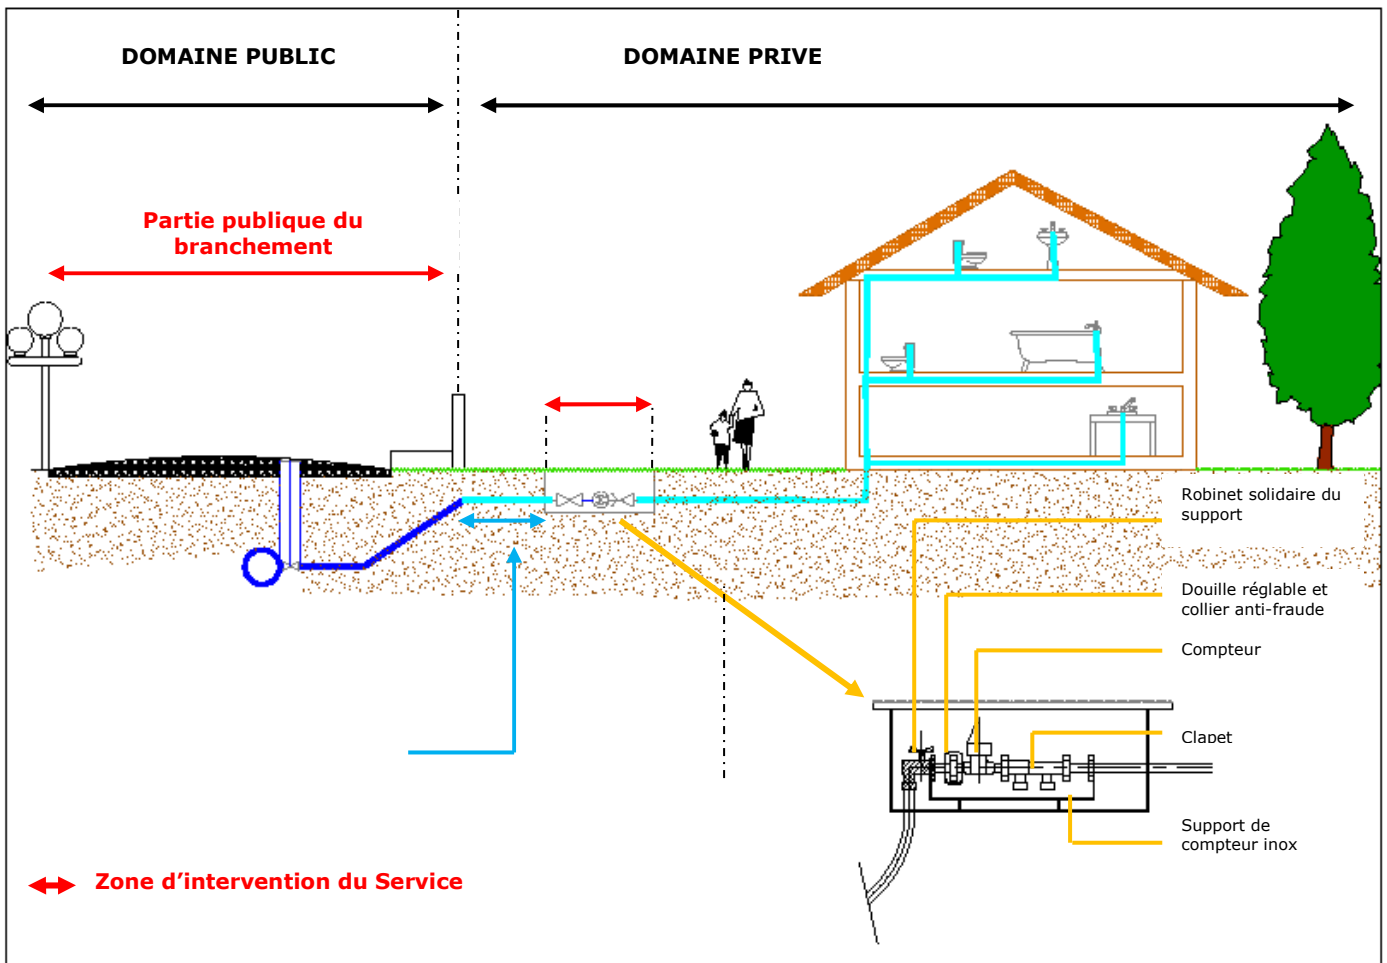 DOMAINE PUBLIC
DOMAINE PRIVE
Partie publique du
branchement
Robinet solidaire du
support
Douille réglable et
collier anti-fraude
Compteur
Clapet
Support de
compteur inox
Zone d’intervention du Service